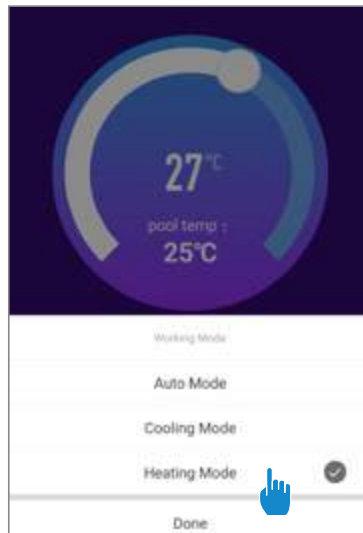 27°C
pool temp :
25°C
Working Mode
Auto Mode
Cooling Mode
Heating Mode
Done